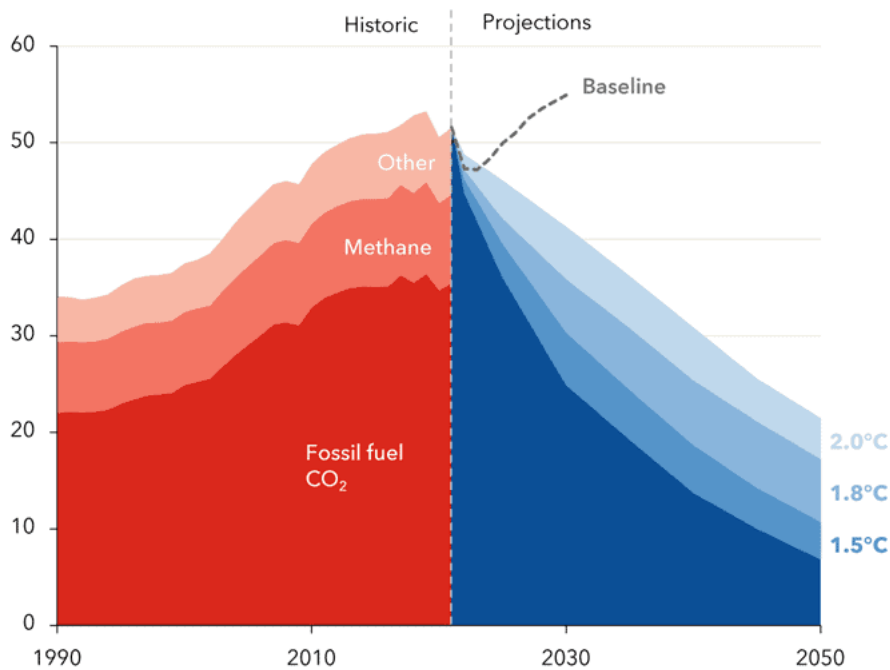 Historic Projections
60
Baseline
50
Other
40
Methane
30
20
2.0°C
Fossil fuel
CO₂
1.8°C
10
1.5°C
0
1990 2010 2030 2050